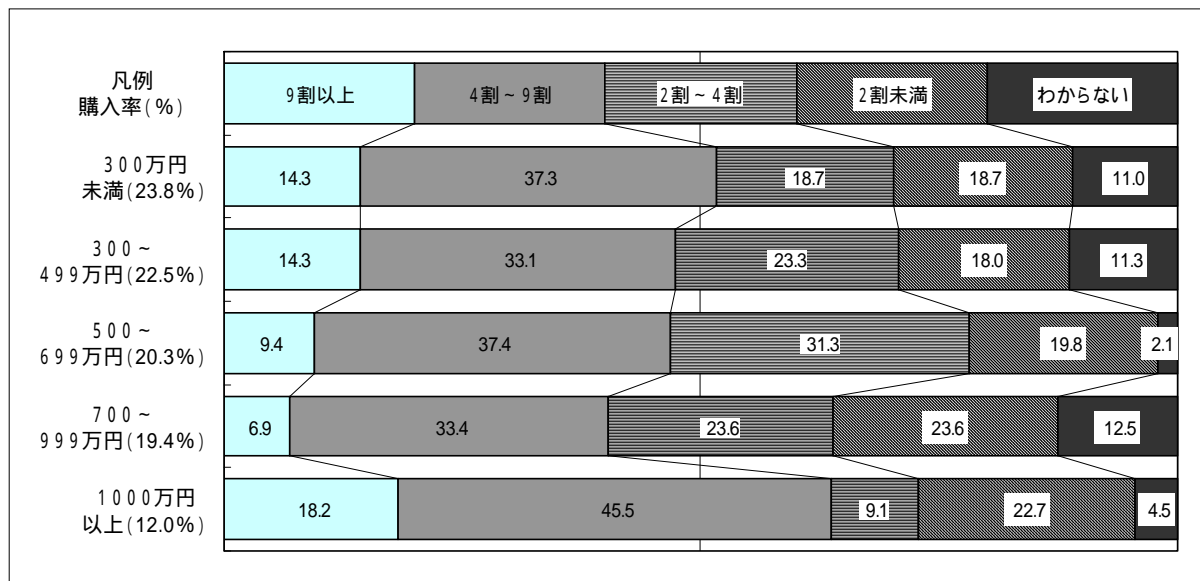 凡例
購入率(%)
9割以上 4割~9割 2割~4割 2割未満 わからない
300万円
未満(23.8%)
14.3 37.3 18.7 18.7 11.0
300~
499万円(22.5%)
14.3 33.1 23.3 18.0 11.3
500~
699万円(20.3%)
9.4 37.4 31.3 19.8 2.1
700~
999万円(19.4%)
6.9 33.4 23.6 23.6 12.5
1000万円
以上(12.0%)
18.2 45.5 9.1 22.7 4.5